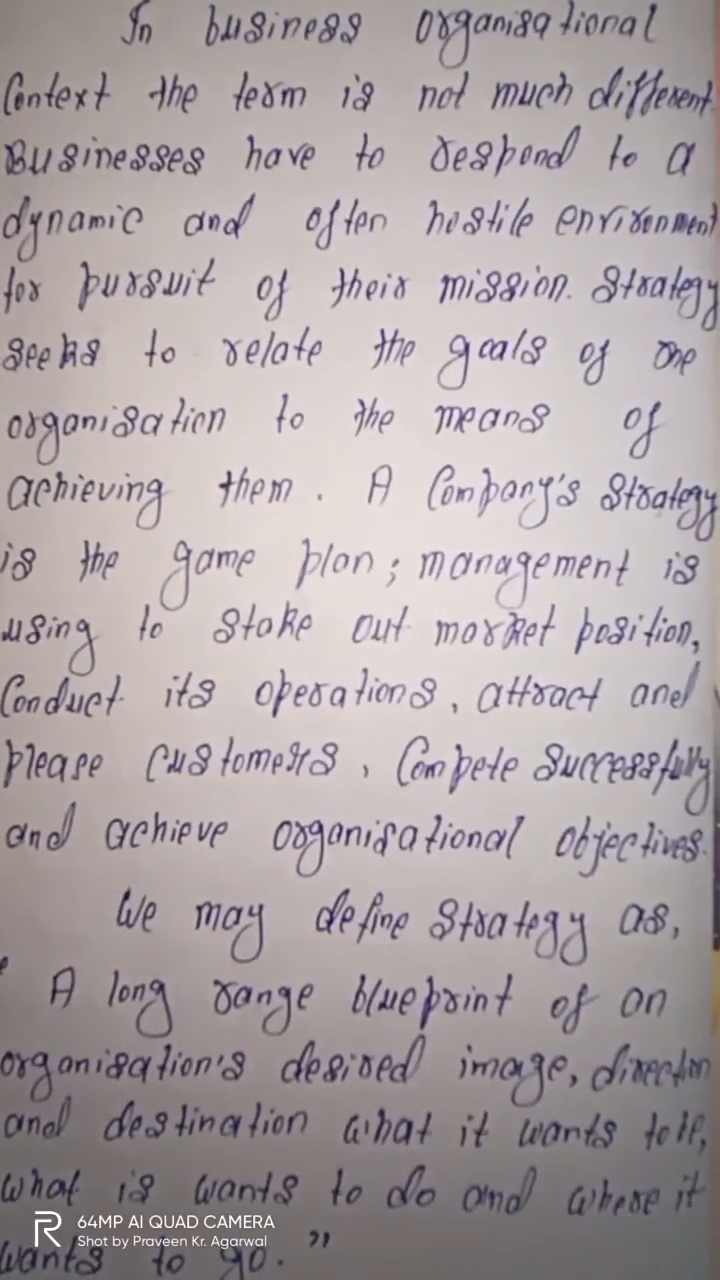 In business organisational
Context the term is not much different.
Businesses have to respond to a
dynamic and often hostile environment
for pursuit of their mission. Strategy
seeks to relate the goals of the
organisation to the means of
achieving them. A Company's Strategy
is the game plan; management is
using to stake out market position,
Conduct its operations, attract and
please customers, Compete Successfully
and achieve organisational objectives.
We may define Strategy as,
" A long range blueprint of an
organisation's desired image, direction
and destination what it wants to be,
what is wants to do and where it
wants to go."
64MP AI QUAD CAMERA
Shot by Praveen Kr. Agarwal